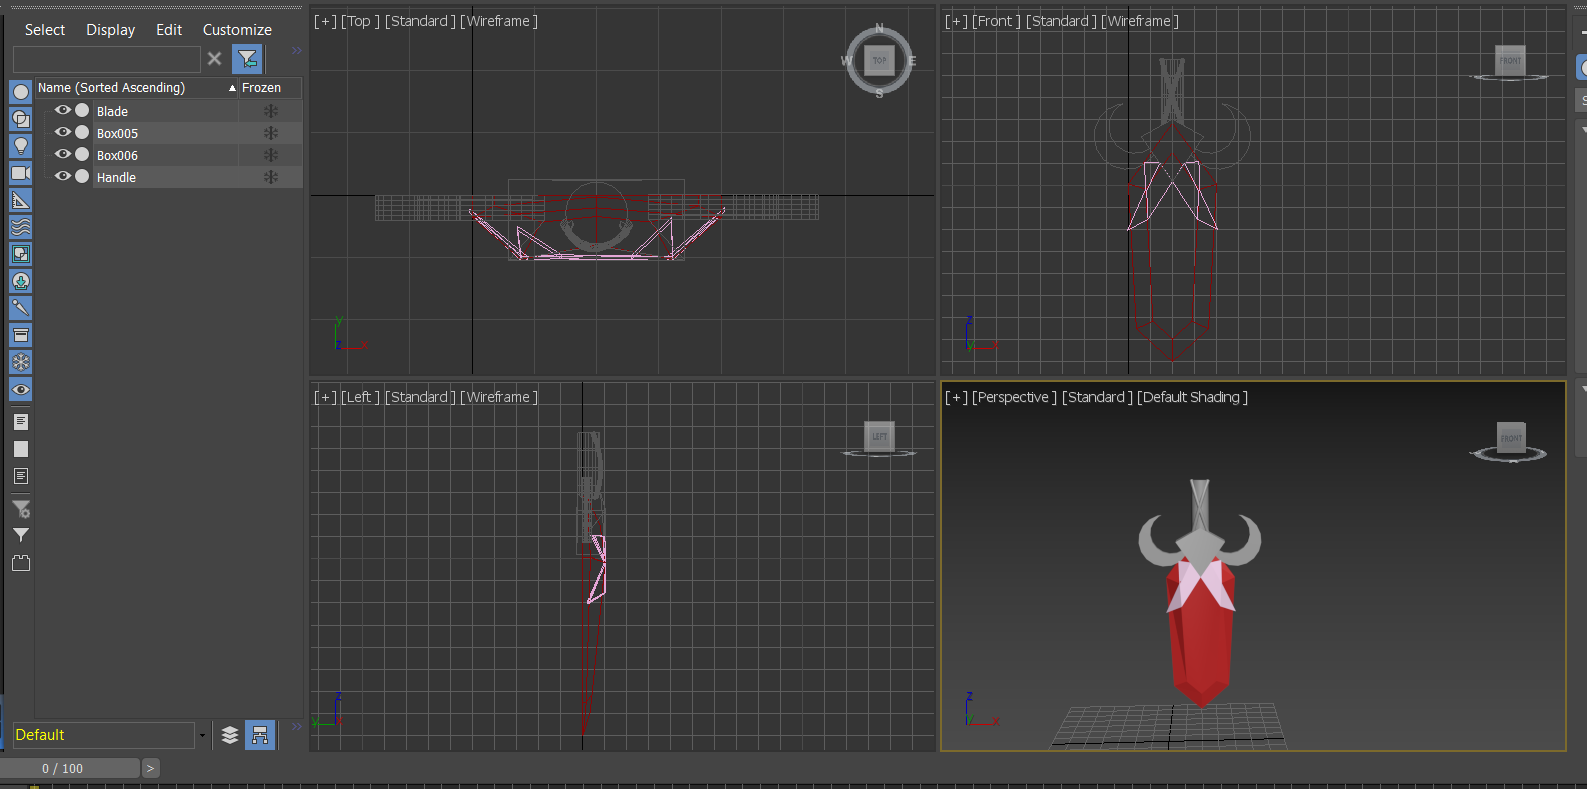 Select Display Edit Customize
Name (Sorted Ascending) Frozen
Blade
Box005
Box006
Handle
Default
0 / 100
>
[+] [Top ] [Standard ] [Wireframe ]
N
W TOP E
S
y
z x
[+] [Front ] [Standard ] [Wireframe ]
FRONT
z
y x
[+] [Left ] [Standard ] [Wireframe ]
LEFT
z
y x
[+] [Perspective ] [Standard ] [Default Shading ]
FRONT
z
y x